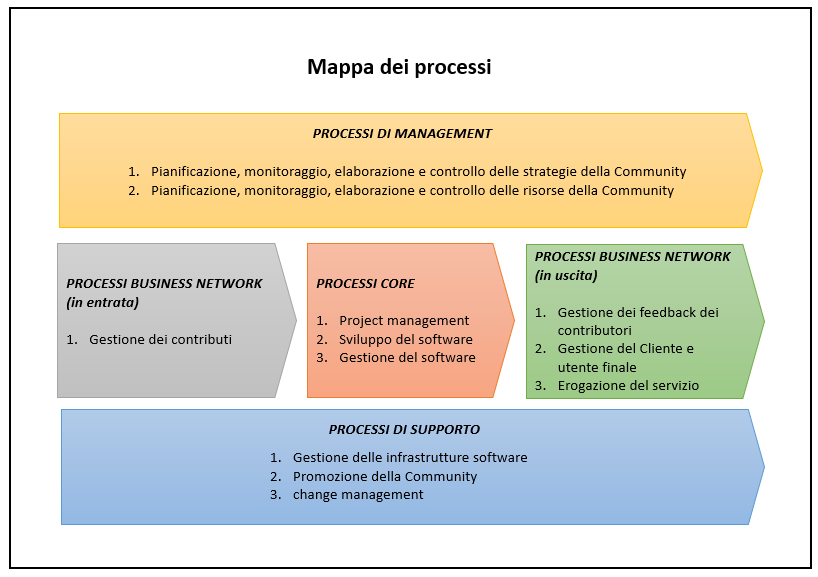 Mappa dei processi
PROCESSI DI MANAGEMENT
1. Pianificazione, monitoraggio, elaborazione e controllo delle strategie della Community
2. Pianificazione, monitoraggio, elaborazione e controllo delle risorse della Community
PROCESSI BUSINESS NETWORK
(in entrata)
1. Gestione dei contributi
PROCESSI CORE
1. Project management
2. Sviluppo del software
3. Gestione del software
PROCESSI BUSINESS NETWORK
(in uscita)
1. Gestione dei feedback dei
contributori
2. Gestione del Cliente e
utente finale
3. Erogazione del servizio
PROCESSI DI SUPPORTO
1. Gestione delle infrastrutture software
2. Promozione della Community
3. change management